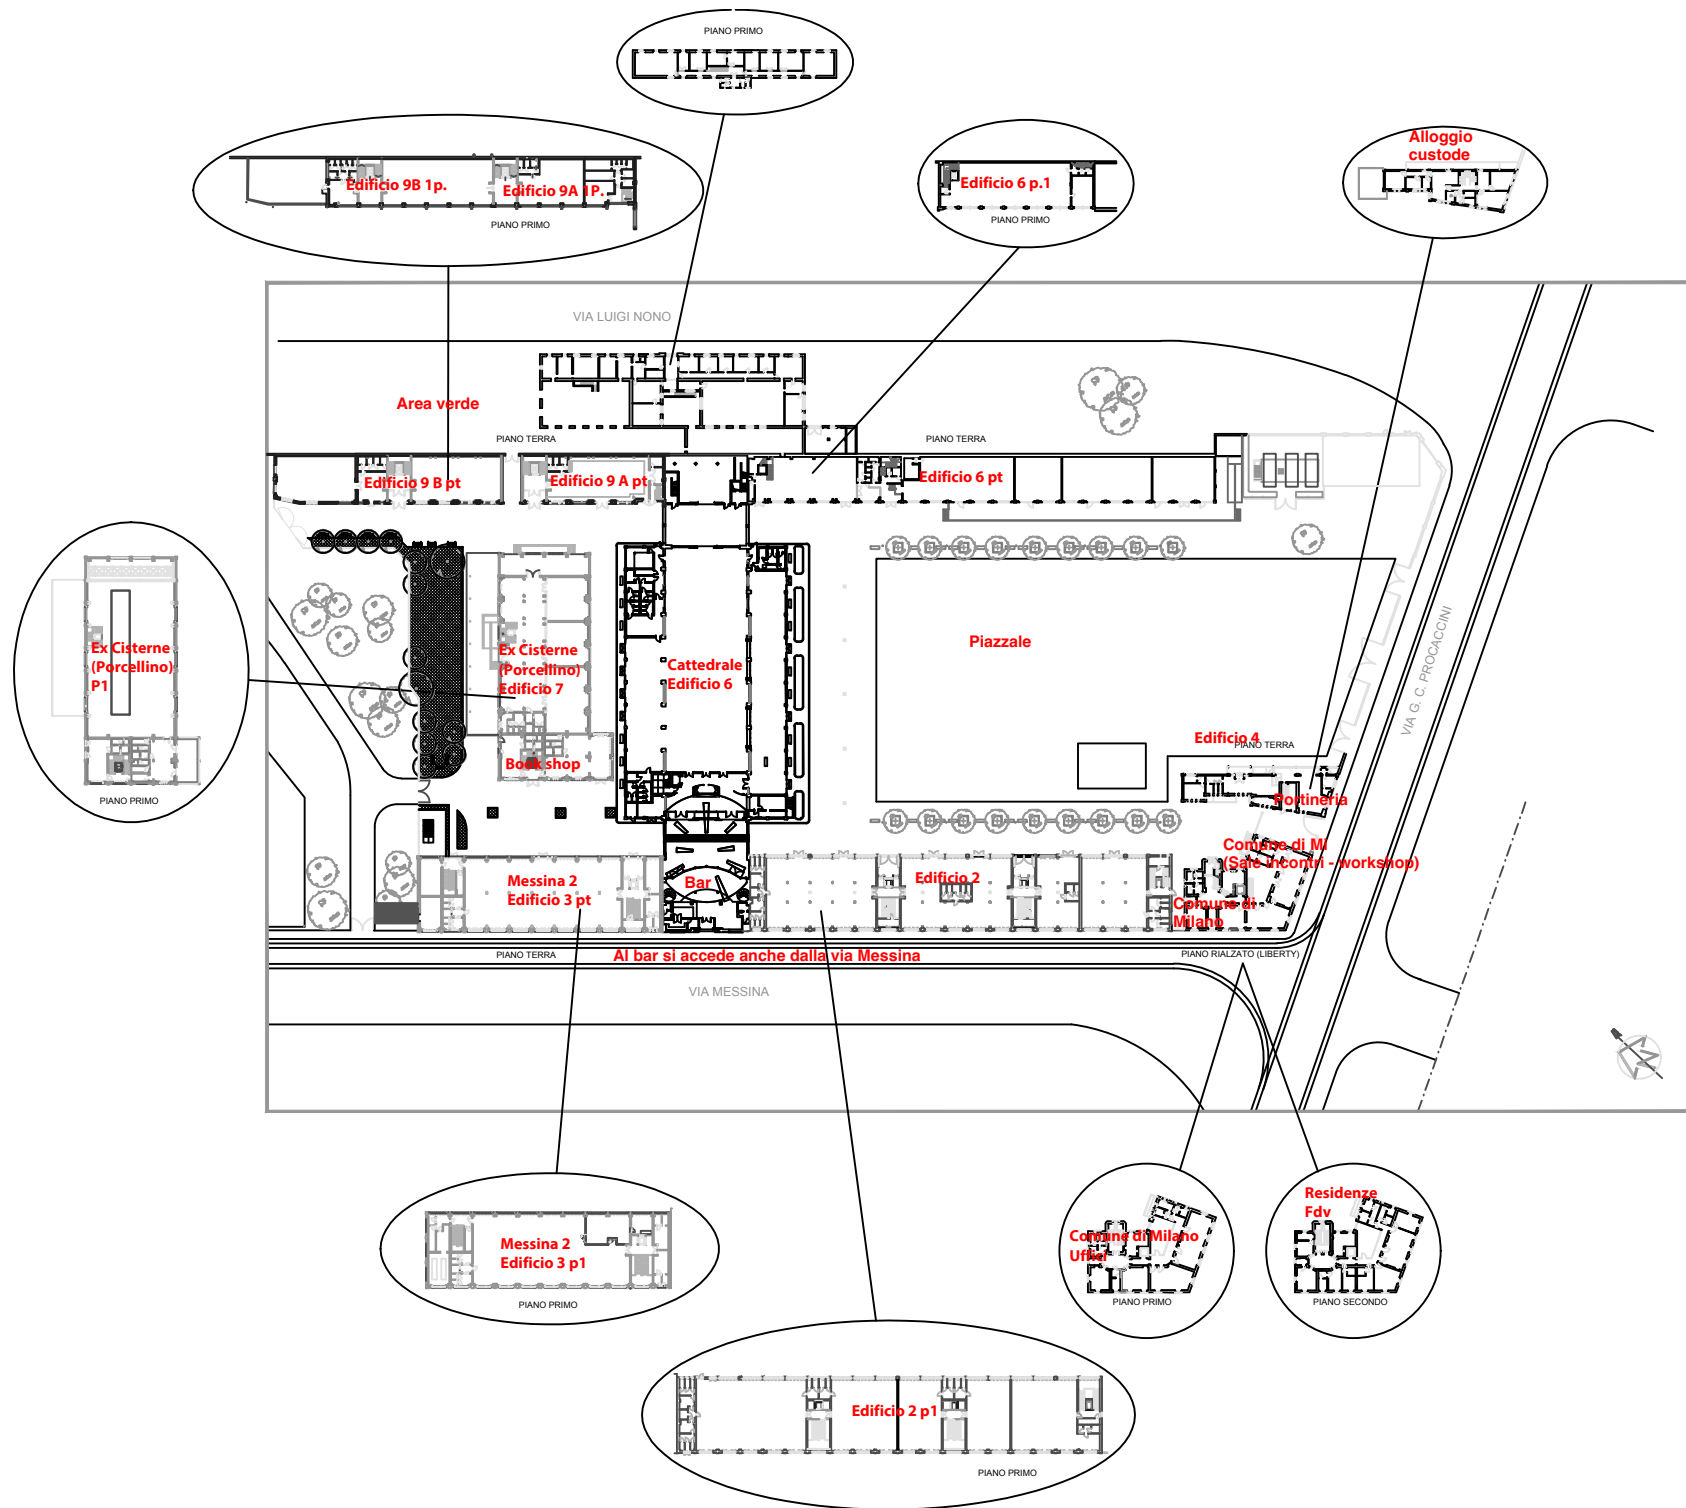 PIANO PRIMO
Alloggio
custode
Edificio 9B 1p.
Edificio 9A 1P.
PIANO PRIMO
Edificio 6 p.1
PIANO PRIMO
VIA LUIGI NONO
Area verde
PIANO TERRA
PIANO TERRA
Edificio 9 B pt
Edificio 9 A pt
Edificio 6 pt
Ex Cisterne
(Porcellino)
P1
PIANO PRIMO
Ex Cisterne
(Porcellino)
Edificio 7
Cattedrale
Edificio 6
Piazzale
VIA G. C. PROCACCINI
Edificio 4
PIANO TERRA
Book shop
Portineria
Comune di MI
(Sale incontri - workshop)
Messina 2
Edificio 3 pt
Bar
Edificio 2
Comune di
Milano
PIANO TERRA
Al bar si accede anche dalla via Messina
PIANO RIALZATO (LIBERTY)
VIA MESSINA
Messina 2
Edificio 3 p1
PIANO PRIMO
Comune di Milano
Uffici
PIANO PRIMO
Residenze
Fdv
PIANO SECONDO
Edificio 2 p1
PIANO PRIMO